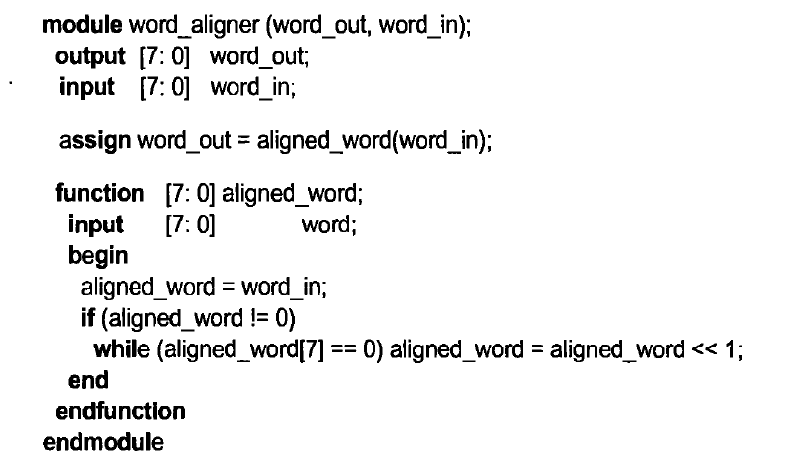 module word_aligner (word_out, word_in);
output [7: 0] word_out;
input [7: 0] word_in;
assign word_out = aligned_word(word_in);
function [7: 0] aligned_word;
input [7: 0] word;
begin
aligned_word = word_in;
if (aligned_word != 0)
while (aligned_word[7] == 0) aligned_word = aligned_word << 1;
end
endfunction
endmodule